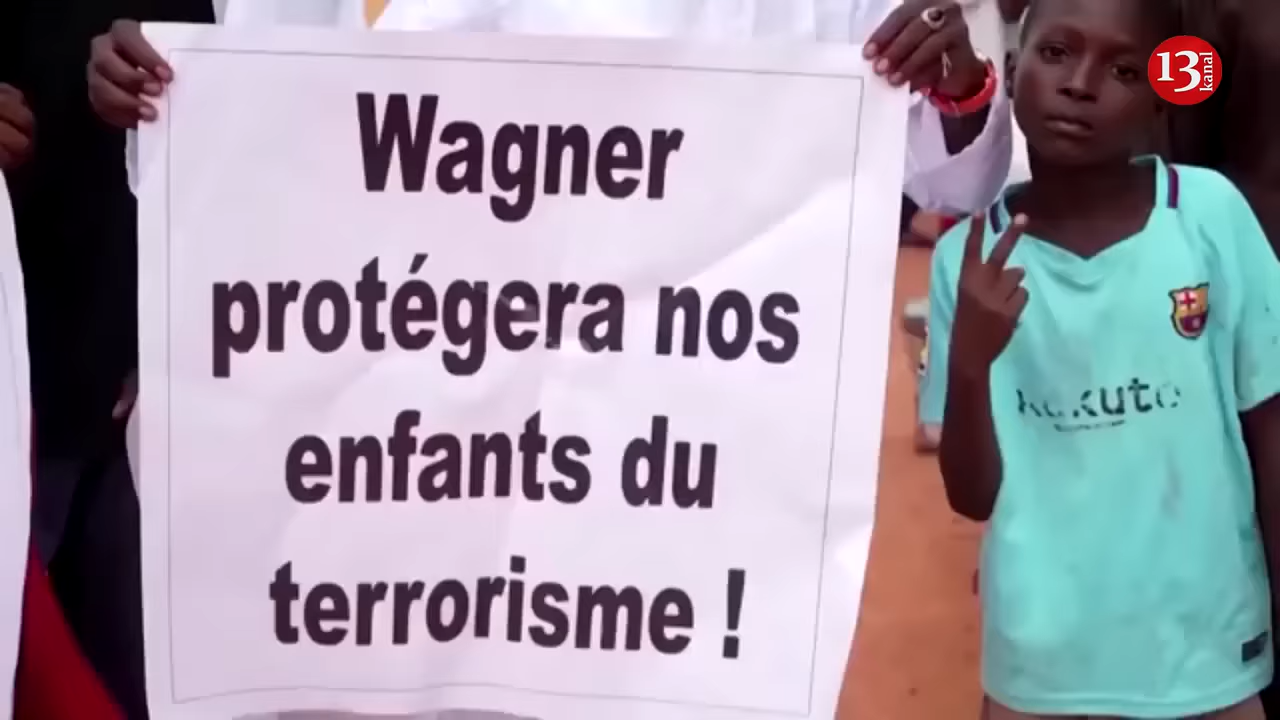 Wagner
protégera nos
enfants du
terrorisme !
13
kanal